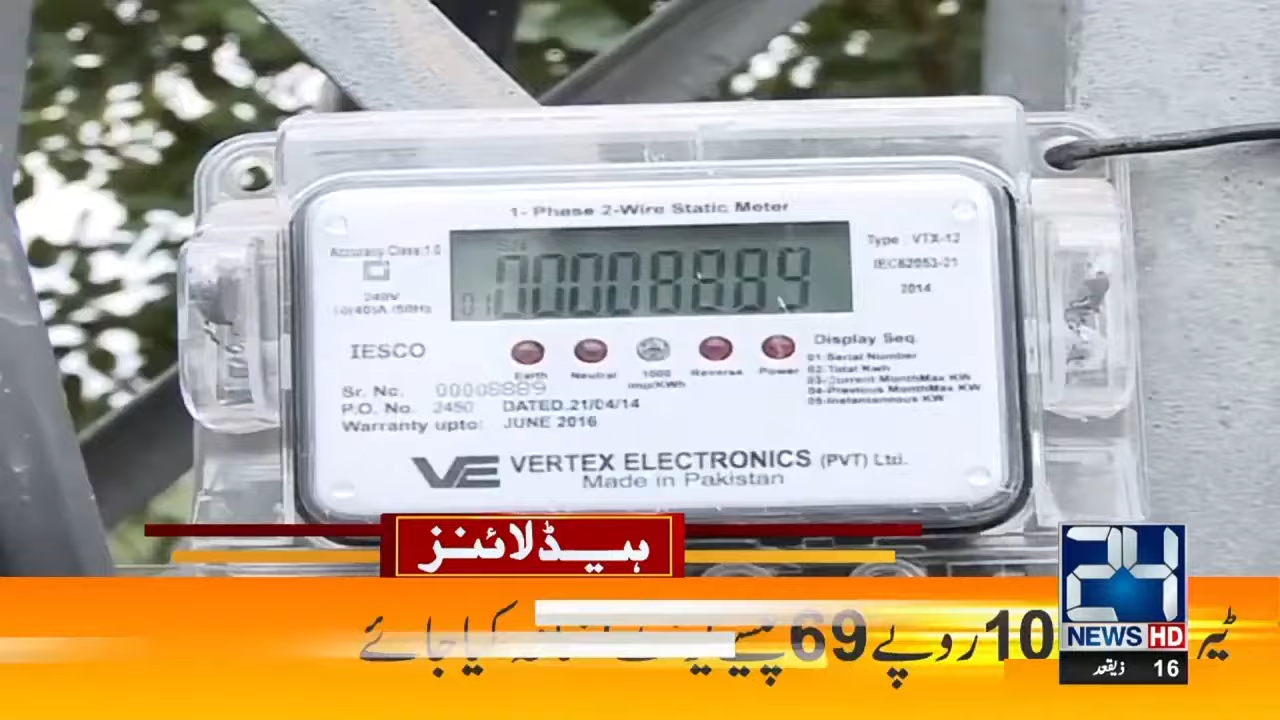 1- Phase 2-Wire Static Meter
Accuracy Class:1.0
240V
10(40)A /50Hz
S/N
01 00008889
Type : VTX-12
IEC62053-21
2014
IESCO
Earth
Neutral
1000
imp/KWh
Reverse
Power
Display Seq.
01-Serial Number
02-Total Kwh
03-Current MonthMax KW
04-Previous MonthMax KW
05-Instantaneous KW
Sr. No. 00008889
P.O. No. 2450 DATED.21/04/14
Warranty upto: JUNE 2016
VE VERTEX ELECTRONICS (PVT) Ltd.
Made in Pakistan
ہیڈلائنز
10 روپے 69 پیسے کیا جائے
24
NEWS HD
16 ذیقعد